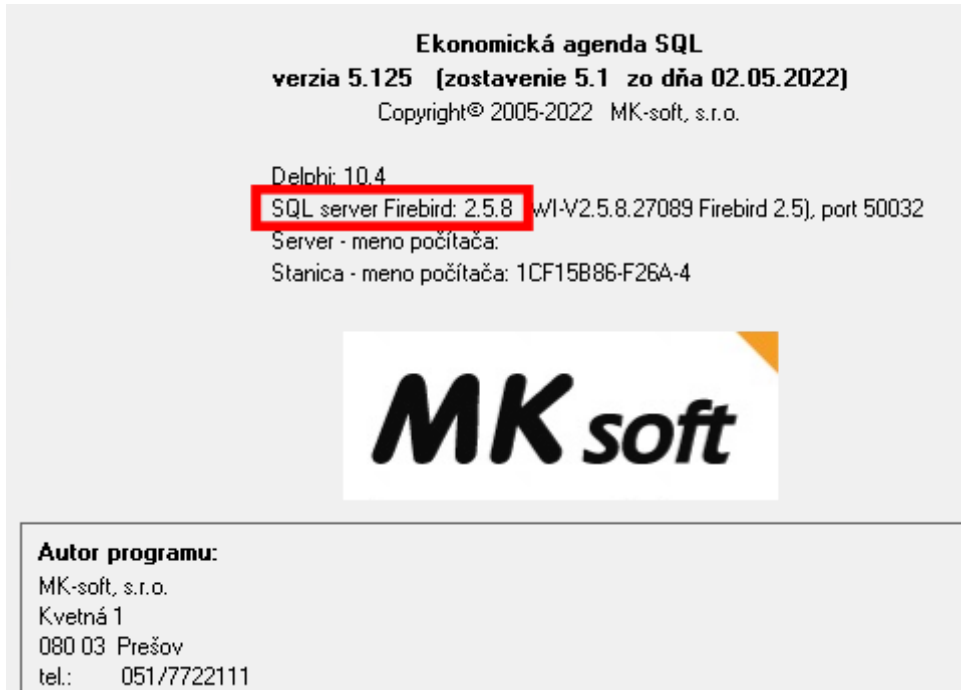 Ekonomická agenda SQL
verzia 5.125 (zostavenie 5.1 zo dňa 02.05.2022)
Copyright© 2005-2022 MK-soft, s.r.o.
Delphi: 10.4
SQL server Firebird: 2.5.8 WI-V2.5.8.27089 Firebird 2.5), port 50032
Server - meno počítača:
Stanica - meno počítača: 1CF15B86-F26A-4
MK soft
Autor programu:
MK-soft, s.r.o.
Kvetná 1
080 03 Prešov
tel.: 051/7722111